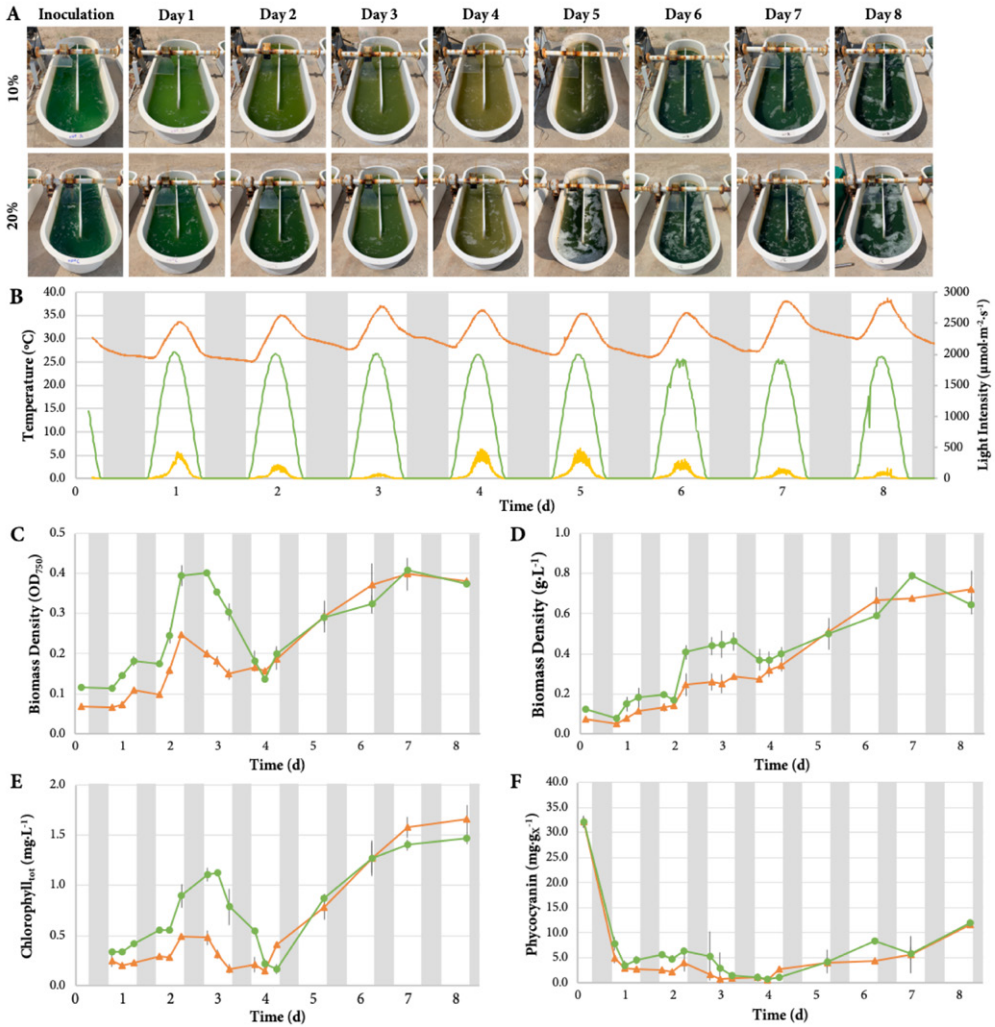 A Inoculation Day 1 Day 2 Day 3 Day 4 Day 5 Day 6 Day 7 Day 8
10%
20%
B
Temperature (°C)
40.0
35.0
30.0
25.0
20.0
15.0
10.0
5.0
0.0
3000
2500
2000
1500
1000
500
0
Light Intensity (µmol·m⁻²·s⁻¹)
0 1 2 3 4 5 6 7 8
Time (d)
C
Biomass Density (OD₇₅₀)
0.5
0.4
0.3
0.2
0.1
0.0
0 1 2 3 4 5 6 7 8
Time (d)
D
Biomass Density (g·L⁻¹)
1.0
0.8
0.6
0.4
0.2
0.0
0 1 2 3 4 5 6 7 8
Time (d)
E
Chlorophyllₜₒₜ (mg·L⁻¹)
2.0
1.5
1.0
0.5
0.0
0 1 2 3 4 5 6 7 8
Time (d)
F
Phycocyanin (mg·gₓ⁻¹)
40.0
35.0
30.0
25.0
20.0
15.0
10.0
5.0
0.0
0 1 2 3 4 5 6 7 8
Time (d)